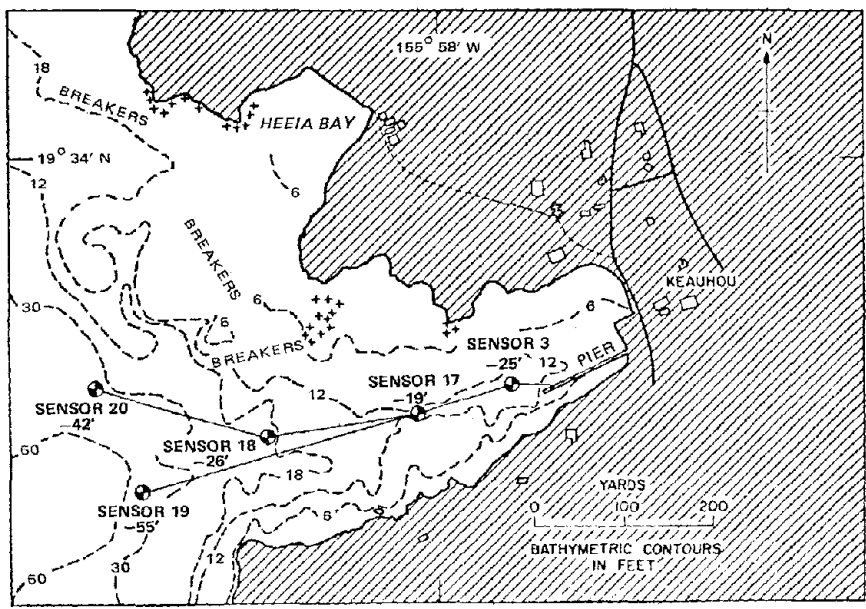 155° 58' W
N
18
BREAKERS
HEEIA BAY
19° 34' N
12
6
BREAKERS
30
6
6
BREAKERS
6
KEAUHOU
PIER
SENSOR 3
-25'
12
SENSOR 17
-19'
12
SENSOR 20
-42'
SENSOR 18
-26'
60
18
SENSOR 19
-55'
6
6
12
60
30
YARDS
0 100 200
BATHYMETRIC CONTOURS
IN FEET